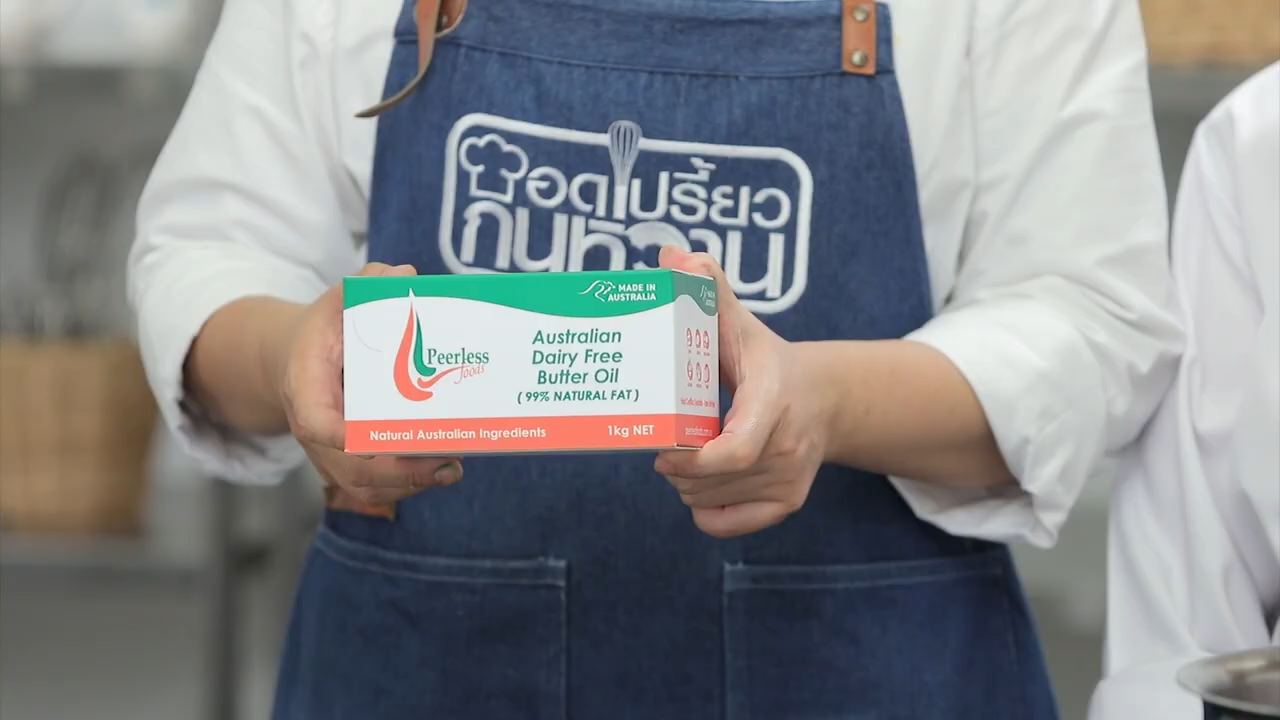 อดเปรี้ยว
กินหวาน
MADE IN
AUSTRALIA
Peerless
foods
Australian
Dairy Free
Butter Oil
( 99% NATURAL FAT )
Natural Australian Ingredients
1kg NET